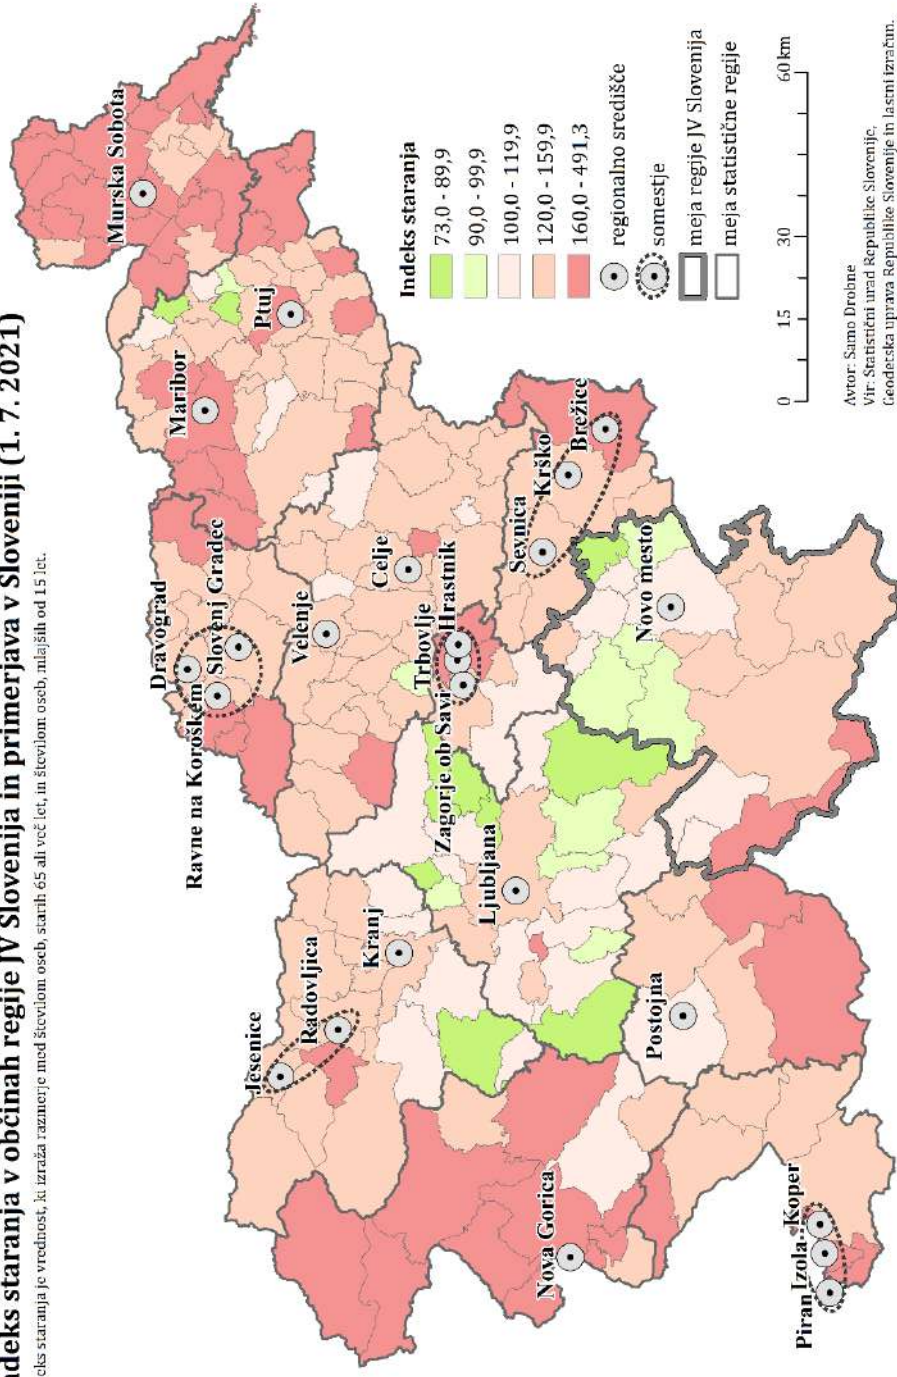 deks staranja v občinah regije JV Slovenija in primerjava v Sloveniji (1. 7. 2021)
eks staranja je vrednost, ki izraža razmerje med številom oseb, starih 65 ali več let, in številom oseb, mlajših od 15 let.
Murska Sobota
Maribor
Ptuj
Dravograd
Slovenj Gradec
Ravne na Koroškem
Velenje
Celje
Jesenice
Radovljica
Kranj
Trbovlje
Hrastnik
Zagorje ob Savi
Ljubljana
Sevnica
Krško
Brežice
Novo mesto
Nova Gorica
Postojna
Koper
Izola
Piran
Indeks staranja
73,0 - 89,9
90,0 - 99,9
100,0 - 119,9
120,0 - 159,9
160,0 - 491,3
regionalno središče
somestje
meja regije JV Slovenija
meja statistične regije
0 15 30 60 km
Avtor: Samo Drobne
Vir: Statistični urad Republike Slovenije,
Geodetska uprava Republike Slovenije in lastni izračun.